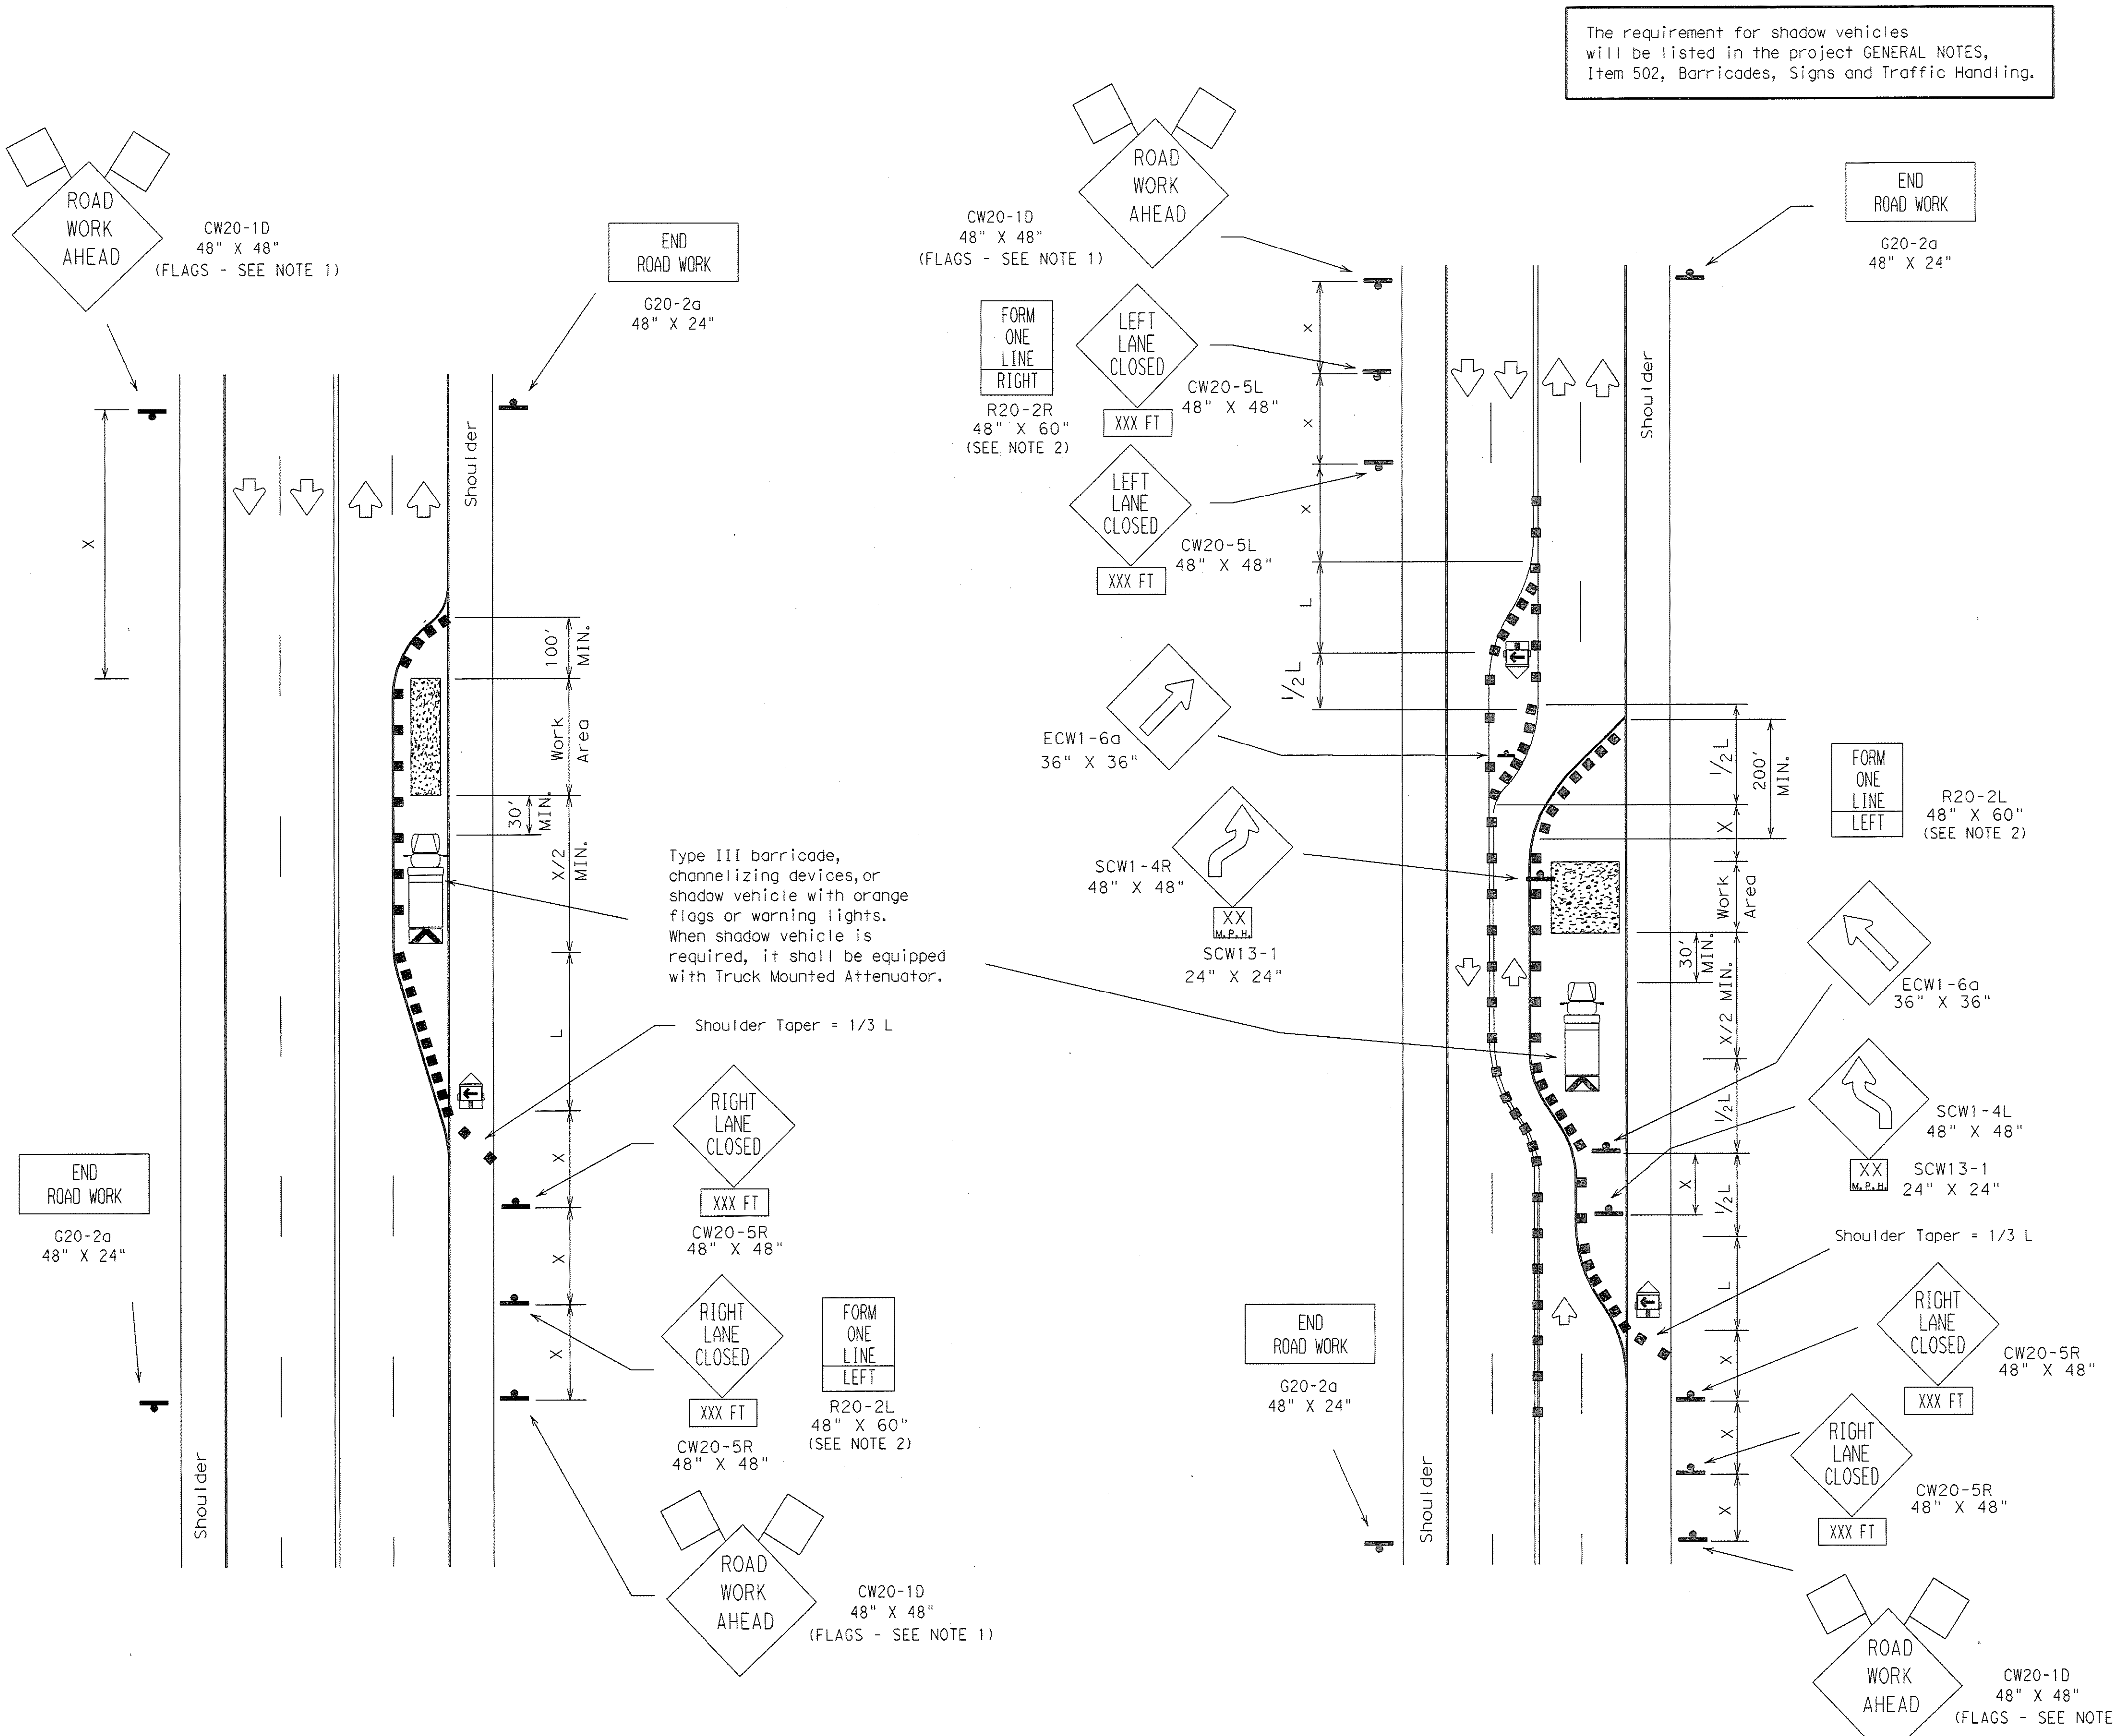 The requirement for shadow vehicles
will be listed in the project GENERAL NOTES,
Item 502, Barricades, Signs and Traffic Handling.
ROAD
WORK
AHEAD
CW20-1D
48" X 48"
(FLAGS - SEE NOTE 1)
END
ROAD WORK
G20-2a
48" X 24"
X
Shoulder
100'
MIN.
Work
Area
30'
MIN.
X/2
MIN.
L
X
X
X
Type III barricade,
channelizing devices, or
shadow vehicle with orange
flags or warning lights.
When shadow vehicle is
required, it shall be equipped
with Truck Mounted Attenuator.
Shoulder Taper = 1/3 L
RIGHT
LANE
CLOSED
XXX FT
CW20-5R
48" X 48"
END
ROAD WORK
G20-2a
48" X 24"
RIGHT
LANE
CLOSED
XXX FT
CW20-5R
48" X 48"
FORM
ONE
LINE
LEFT
R20-2L
48" X 60"
(SEE NOTE 2)
Shoulder
ROAD
WORK
AHEAD
CW20-1D
48" X 48"
(FLAGS - SEE NOTE 1)
ROAD
WORK
AHEAD
CW20-1D
48" X 48"
(FLAGS - SEE NOTE 1)
END
ROAD WORK
G20-2a
48" X 24"
FORM
ONE
LINE
RIGHT
R20-2R
48" X 60"
(SEE NOTE 2)
LEFT
LANE
CLOSED
XXX FT
CW20-5L
48" X 48"
LEFT
LANE
CLOSED
XXX FT
CW20-5L
48" X 48"
X
X
X
L
1/2L
Shoulder
ECW1-6a
36" X 36"
SCW1-4R
48" X 48"
XX
M.P.H.
SCW13-1
24" X 24"
1/2L
200'
MIN.
X
Work
Area
30'
MIN.
X/2 MIN.
1/2L
X
1/2L
L
X
X
X
FORM
ONE
LINE
LEFT
R20-2L
48" X 60"
(SEE NOTE 2)
ECW1-6a
36" X 36"
SCW1-4L
48" X 48"
XX
M.P.H.
SCW13-1
24" X 24"
Shoulder Taper = 1/3 L
RIGHT
LANE
CLOSED
XXX FT
CW20-5R
48" X 48"
END
ROAD WORK
G20-2a
48" X 24"
RIGHT
LANE
CLOSED
XXX FT
CW20-5R
48" X 48"
Shoulder
ROAD
WORK
AHEAD
CW20-1D
48" X 48"
(FLAGS - SEE NOTE